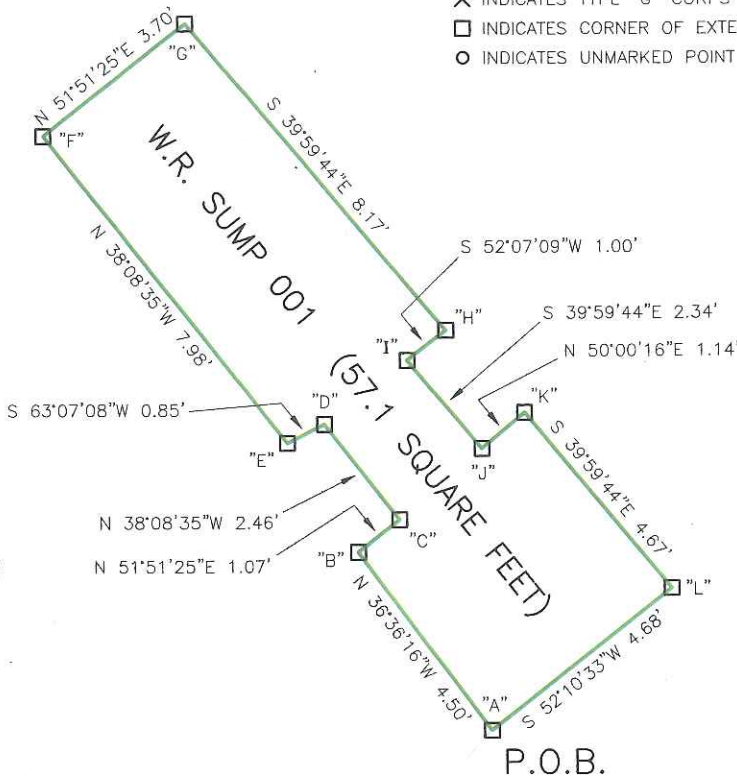 INDICATES CORNER OF EXTE
INDICATES UNMARKED POINT
N 51°51'25"E 3.70'
"G"
"F"
S 39°59'44"E 8.17'
W.R. SUMP 001 (57.1 SQUARE FEET)
N 38°08'35"W 7.98'
S 52°07'09"W 1.00'
"H"
"I"
S 39°59'44"E 2.34'
N 50°00'16"E 1.14'
"K"
"J"
S 63°07'08"W 0.85'
"D"
"E"
S 39°59'44"E 4.67'
N 38°08'35"W 2.46'
"C"
N 51°51'25"E 1.07'
"B"
"L"
N 36°36'16"W 4.50'
S 52°10'33"W 4.68'
"A"
P.O.B.